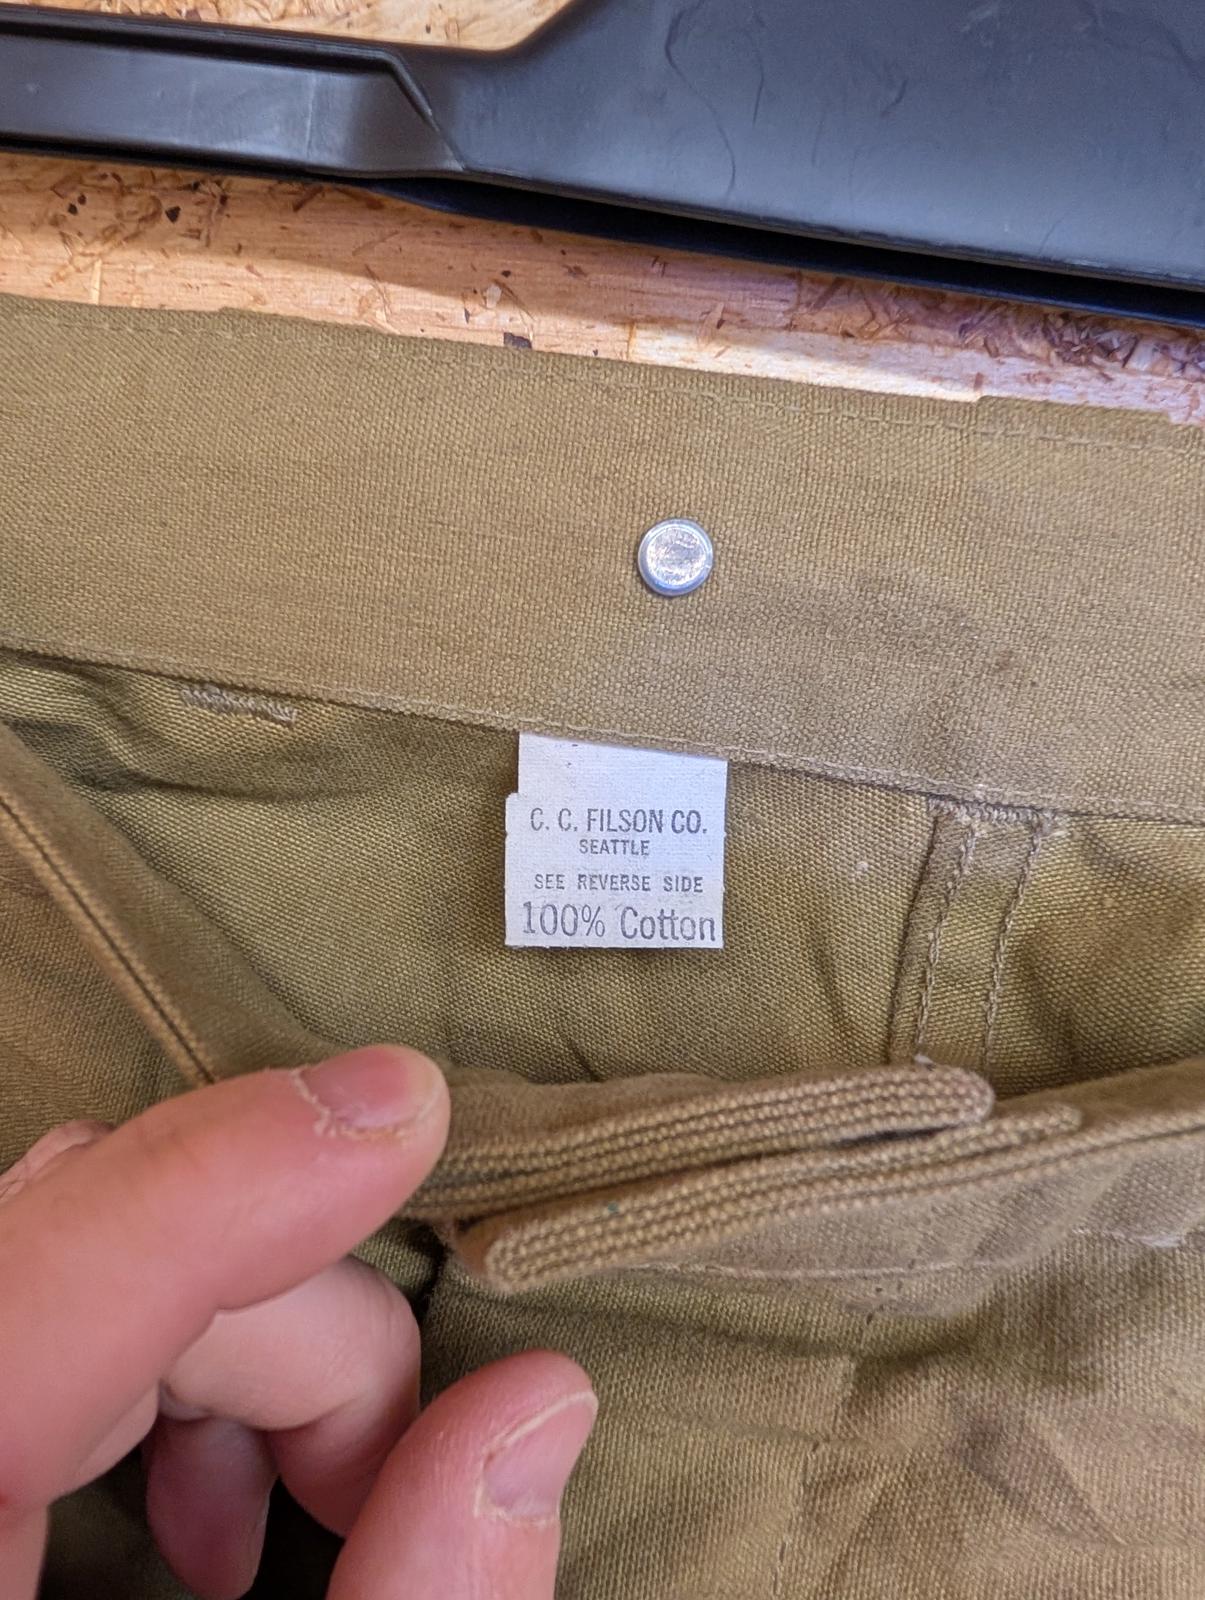 C. C. FILSON CO.
SEATTLE
SEE REVERSE SIDE
100% Cotton